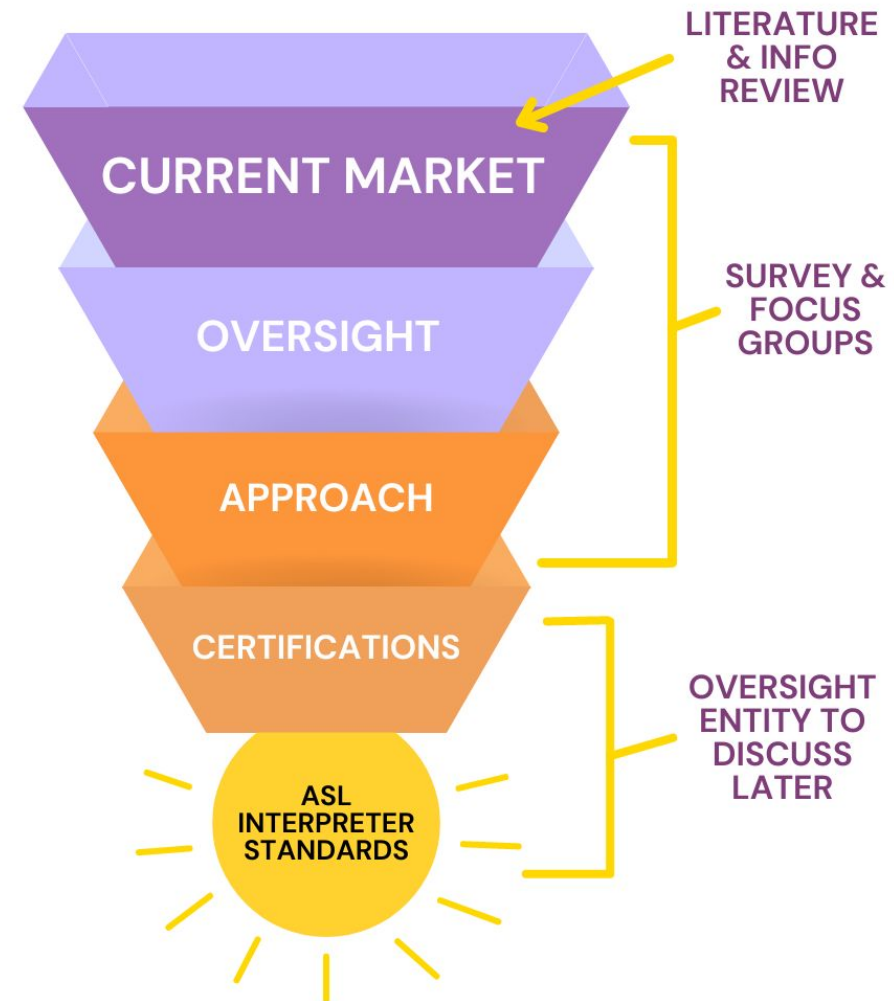 LITERATURE
& INFO
REVIEW
CURRENT MARKET
SURVEY &
FOCUS
GROUPS
OVERSIGHT
APPROACH
CERTIFICATIONS
OVERSIGHT
ENTITY TO
DISCUSS
LATER
ASL
INTERPRETER
STANDARDS